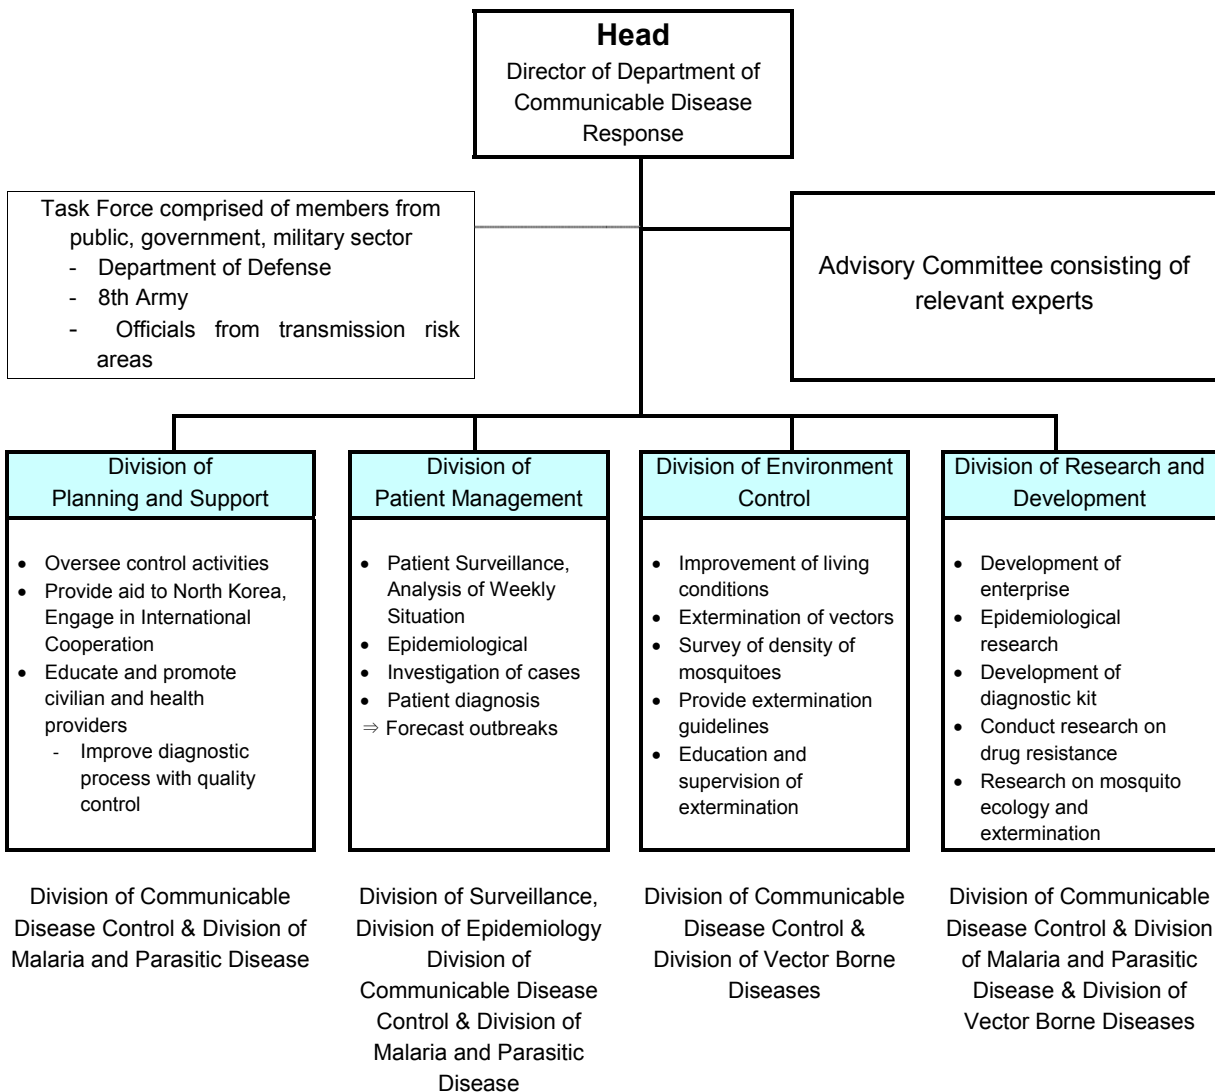 Head
Director of Department of
Communicable Disease
Response
Task Force comprised of members from
public, government, military sector
- Department of Defense
- 8th Army
- Officials from transmission risk
areas
Advisory Committee consisting of
relevant experts
Division of
Planning and Support
• Oversee control activities
• Provide aid to North Korea,
Engage in International
Cooperation
• Educate and promote
civilian and health
providers
- Improve diagnostic
process with quality
control
Division of Communicable
Disease Control & Division of
Malaria and Parasitic Disease
Division of
Patient Management
• Patient Surveillance,
Analysis of Weekly
Situation
• Epidemiological
• Investigation of cases
• Patient diagnosis
⇒ Forecast outbreaks
Division of Surveillance,
Division of Epidemiology
Division of
Communicable Disease
Control & Division of
Malaria and Parasitic
Disease
Division of Environment
Control
• Improvement of living
conditions
• Extermination of vectors
• Survey of density of
mosquitoes
• Provide extermination
guidelines
• Education and
supervision of
extermination
Division of Communicable
Disease Control &
Division of Vector Borne
Diseases
Division of Research and
Development
• Development of
enterprise
• Epidemiological
research
• Development of
diagnostic kit
• Conduct research on
drug resistance
• Research on mosquito
ecology and
extermination
Division of Communicable
Disease Control & Division
of Malaria and Parasitic
Disease & Division of
Vector Borne Diseases